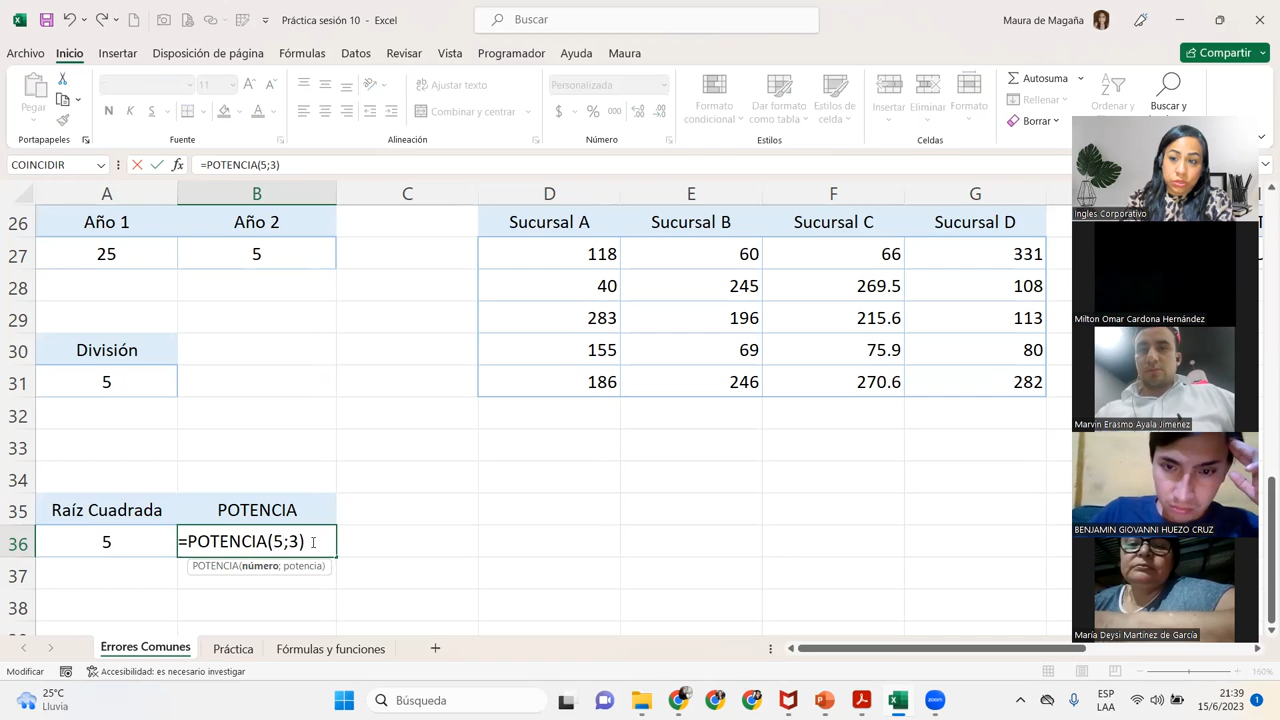 Práctica sesión 10 - Excel
Buscar
Maura de Magaña
Archivo Inicio Insertar Disposición de página Fórmulas Datos Revisar Vista Programador Ayuda Maura
Compartir
Pegar
11
Ajustar texto
Personalizada
Autosuma
N K S
Combinar y centrar
Formato condicional
Dar formato como tabla
Estilos de celda
Insertar Eliminar Formato
Rellenar
Borrar
Ordenar y
Buscar y
Portapapeles Fuente Alineación Número Estilos Celdas
COINCIDIR fx =POTENCIA(5;3)
A B C D E F G
26 Año 1 Año 2 Sucursal A Sucursal B Sucursal C Sucursal D
27 25 5 118 60 66 331
28 40 245 269.5 108
29 283 196 215.6 113
30 División 155 69 75.9 80
31 5 186 246 270.6 282
32
33
34
35 Raíz Cuadrada POTENCIA
36 5 =POTENCIA(5;3)
POTENCIA(número; potencia)
37
38
Ingles Corporativo
Milton Omar Cardona Hernández
Marvin Erasmo Ayala Jimenez
BENJAMIN GIOVANNI HUEZO CRUZ
María Deysi Martínez de García
Errores Comunes Práctica Fórmulas y funciones
Modificar
Accesibilidad: es necesario investigar
160%
25°C
Lluvia
Búsqueda
ESP
LAA
21:39
15/6/2023
1